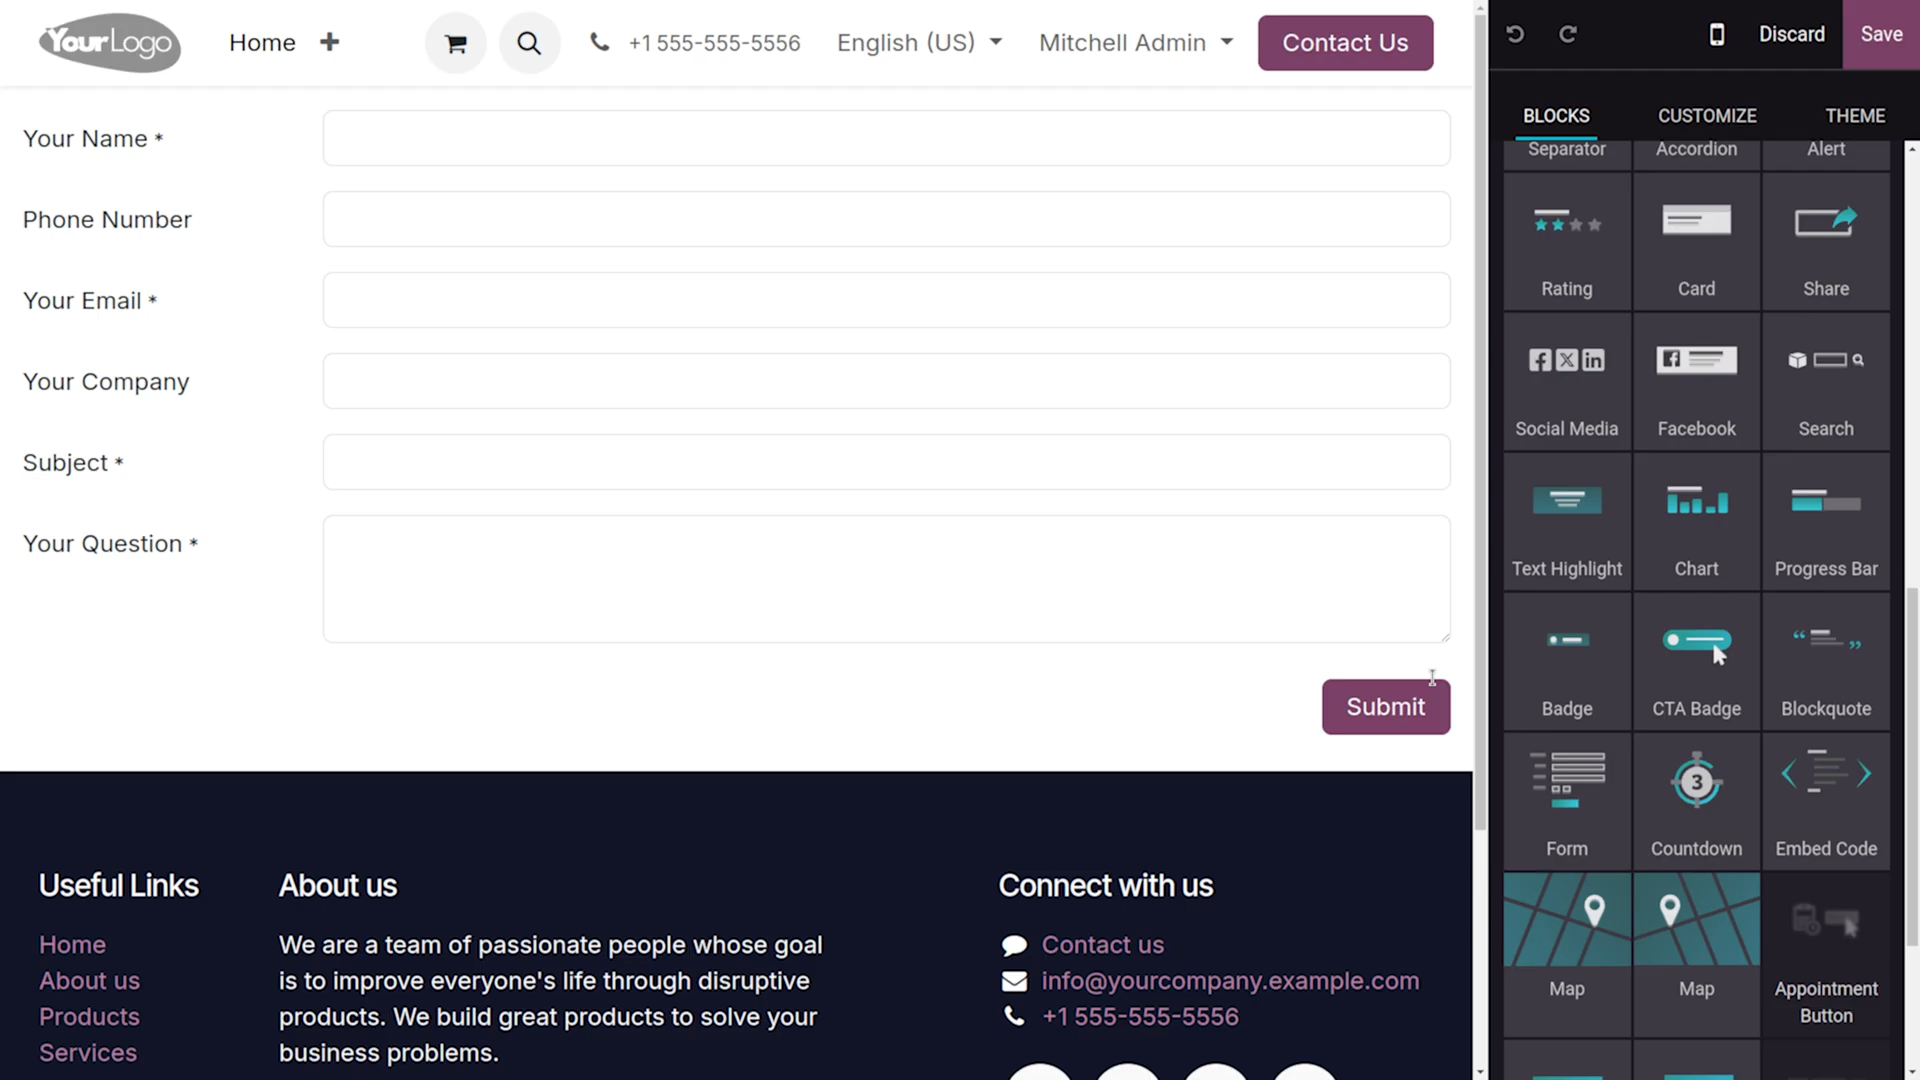 YourLogo
Home
+1 555-555-5556
English (US)
Mitchell Admin
Contact Us
Discard
Save
BLOCKS
CUSTOMIZE
THEME
Your Name *
Phone Number
Your Email *
Your Company
Subject *
Your Question *
Submit
Separator
Accordion
Alert
Rating
Card
Share
Social Media
Facebook
Search
Text Highlight
Chart
Progress Bar
Badge
CTA Badge
Blockquote
3
Form
Countdown
Embed Code
Map
Map
Appointment
Button
Useful Links
Home
About us
Products
Services
About us
We are a team of passionate people whose goal
is to improve everyone's life through disruptive
products. We build great products to solve your
business problems.
Connect with us
Contact us
info@yourcompany.example.com
+1 555-555-5556